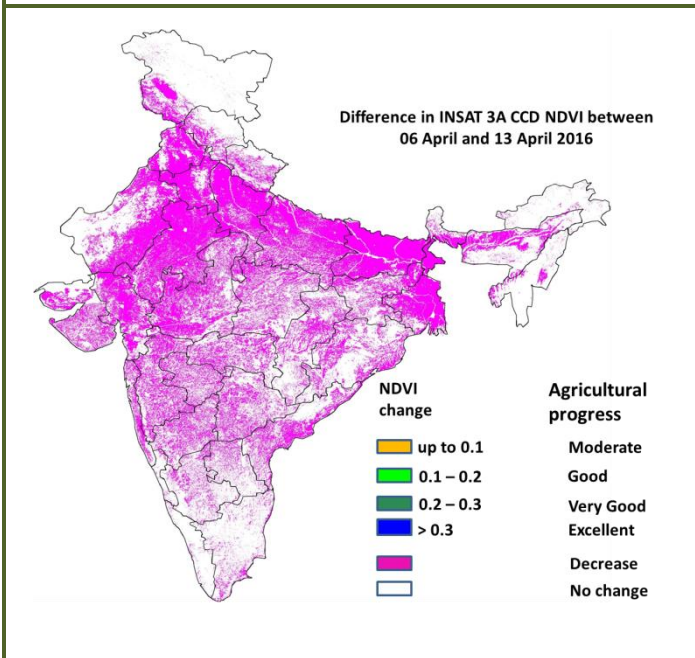 Difference in INSAT 3A CCD NDVI between
06 April and 13 April 2016
NDVI
change
Agricultural
progress
up to 0.1 Moderate
0.1 – 0.2 Good
0.2 – 0.3 Very Good
> 0.3 Excellent
Decrease
No change